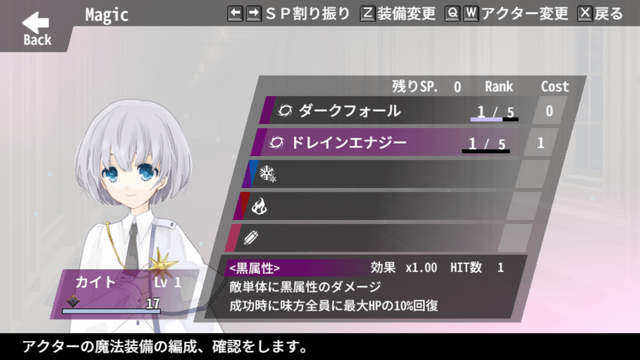 Magic
←→ＳＰ割り振り Z装備変更 Q Wアクター変更 X戻る
Back
残りSP. 0 Rank Cost
ダークフォール 1 / 5 0
ドレインエナジー 1 / 5 1
<黒属性> 効果 x1.00 HIT数 1
敵単体に黒属性のダメージ
成功時に味方全員に最大HPの10%回復
カイト Lv 1
17
アクターの魔法装備の編成、確認をします。